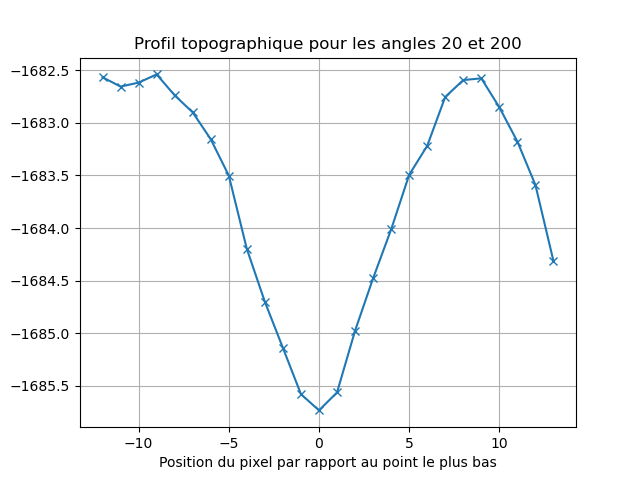 Profil topographique pour les angles 20 et 200
−1682.5
−1683.0
−1683.5
−1684.0
−1684.5
−1685.0
−1685.5
−10 −5 0 5 10
Position du pixel par rapport au point le plus bas